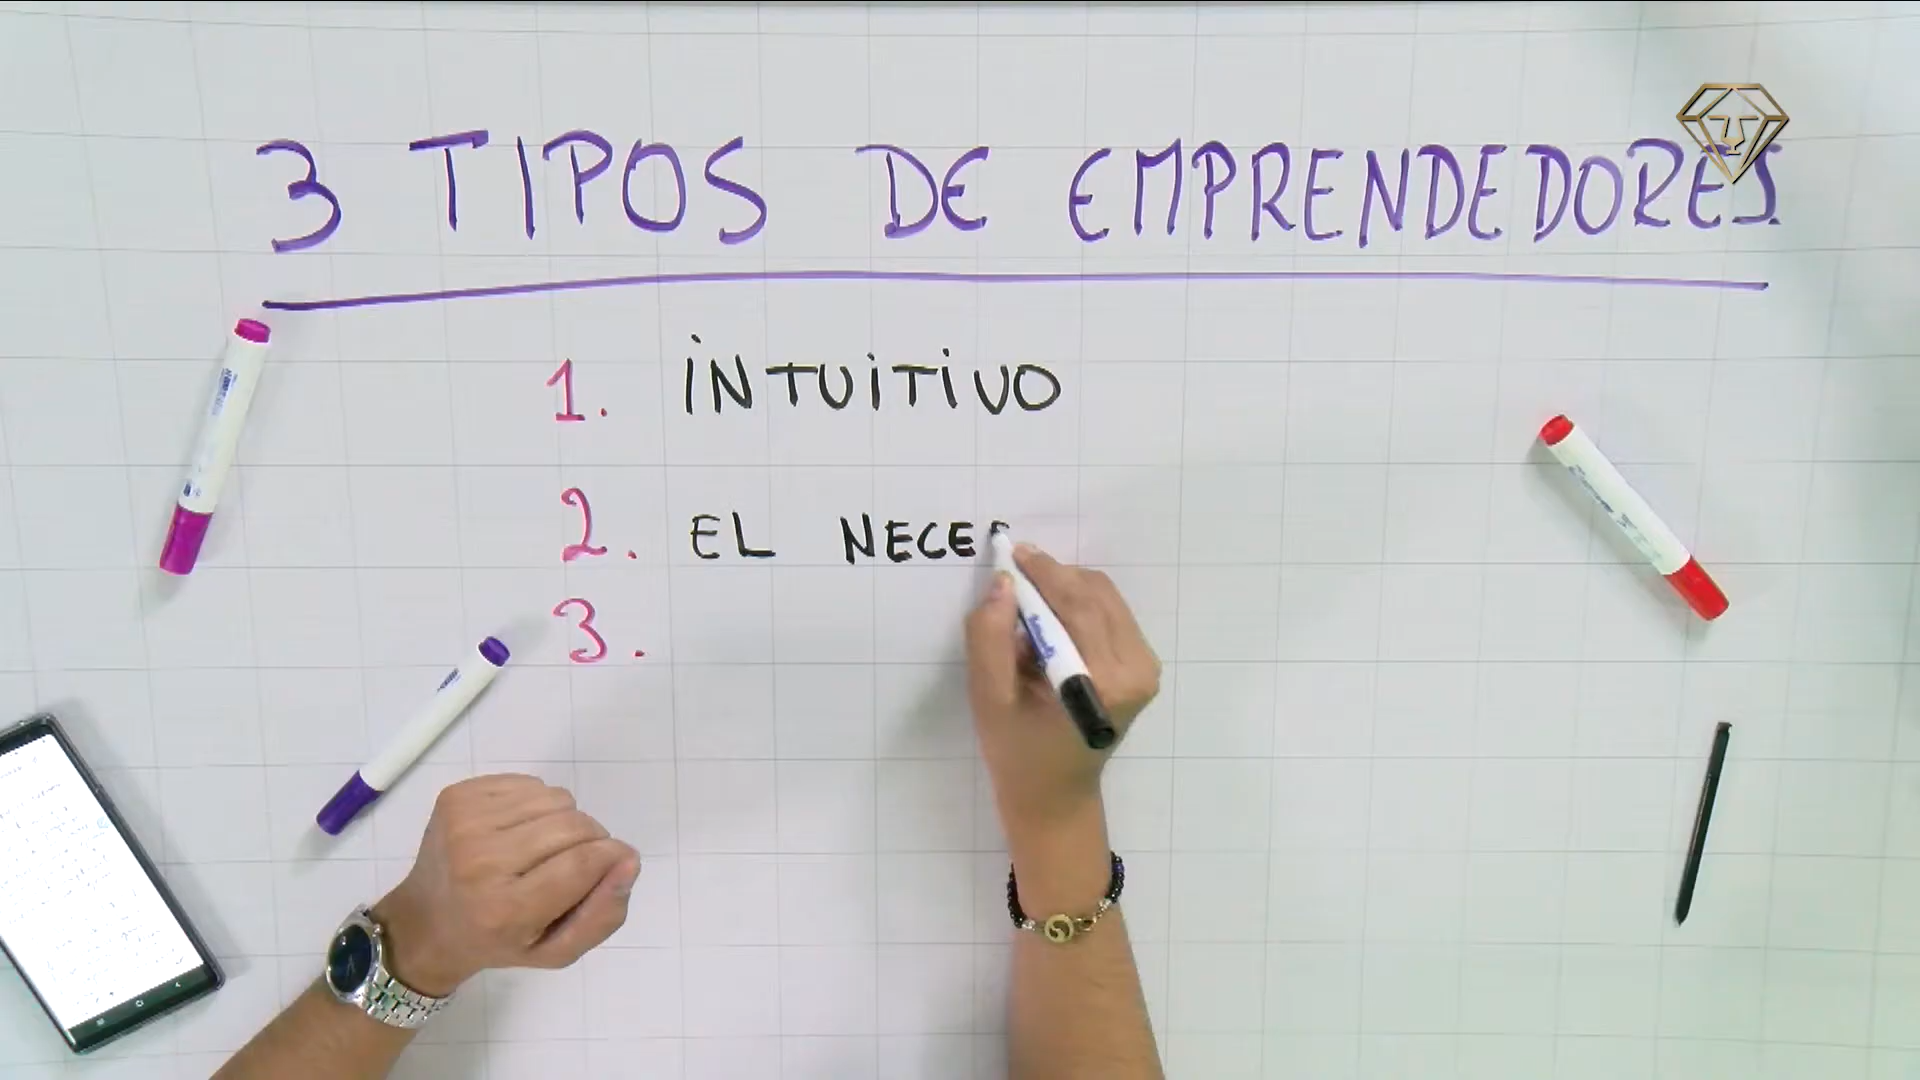 3 TIPOS DE EMPRENDEDORES
1. INTUITIVO
2. EL NECES
3.